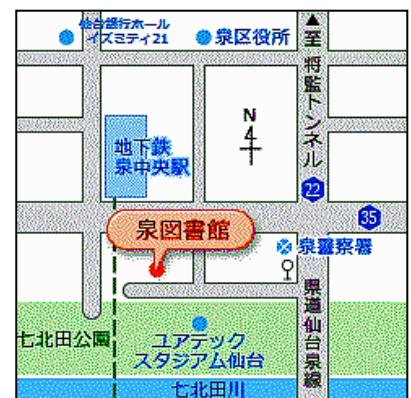 仙台銀行ホール
イズミティ21
泉区役所
▲至将監トンネル
N
地下鉄
泉中央駅
22
35
泉図書館
泉警察署
県道仙台泉線
七北田公園
ユアテック
スタジアム仙台
七北田川